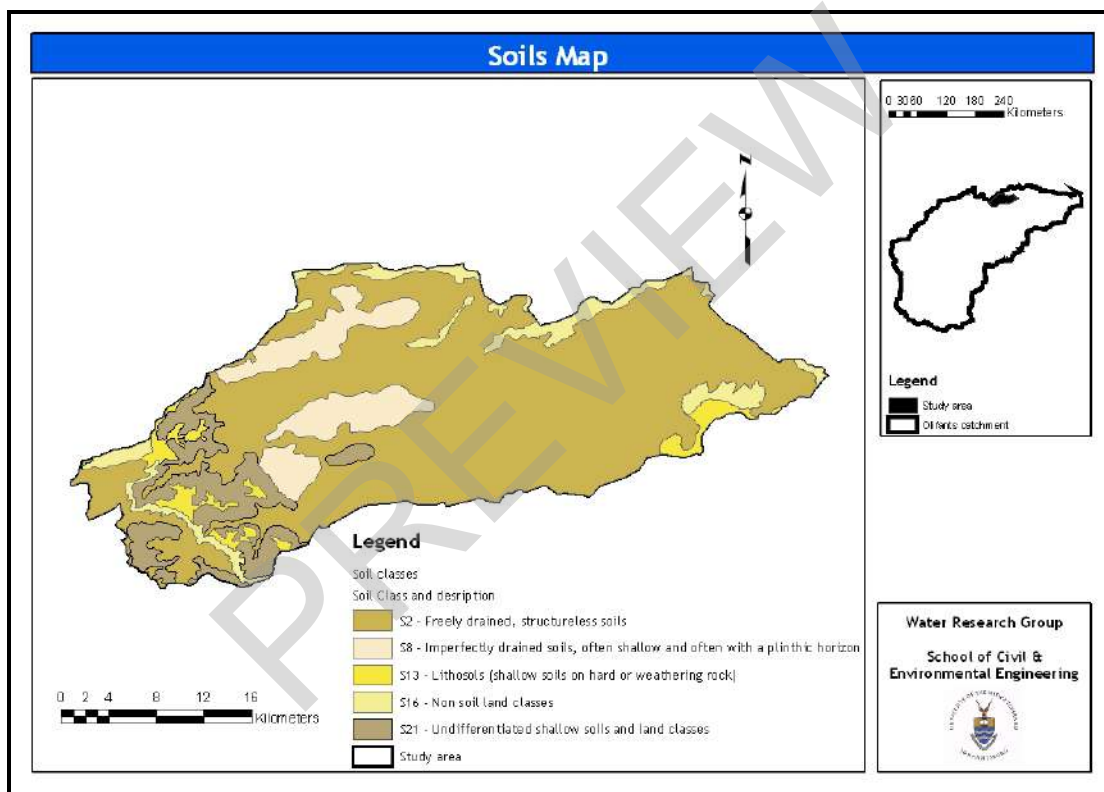 Soils Map
0 30 60 120 180 240
Kilometers
N
Legend
Study area
Olifants catchment
Legend
Soil classes
Soil Class and desription
S2 - Freely drained, structureless soils
S8 - Imperfectly drained soils, often shallow and often with a plinthic horizon
S13 - Lithosols (shallow soils on hard or weathering rock)
S16 - Non soil land classes
S21 - Undifferentiated shallow soils and land classes
Study area
0 2 4 8 12 16
Kilometers
Water Research Group
School of Civil &
Environmental Engineering
PREVIEW